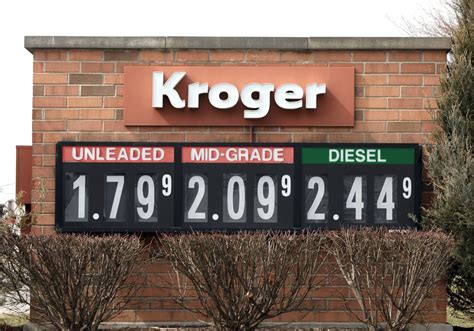 Kroger
UNLEADED MID-GRADE DIESEL
1.79 9 2.09 9 2.44 9